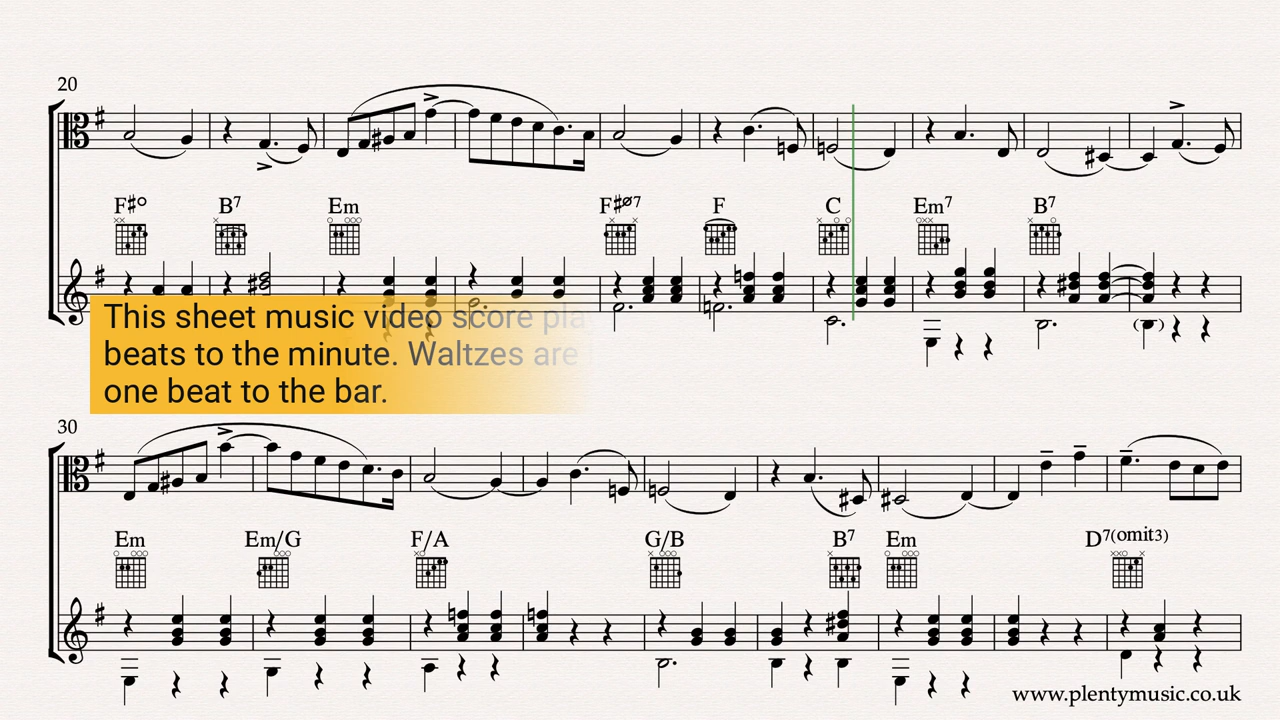 20
F#° B7 Em F#ø7 F C Em7 B7
This sheet music video score
beats to the minute. Waltzes are
one beat to the bar.
30
Em Em/G F/A G/B B7 Em D7(omit3)
www.plentymusic.co.uk